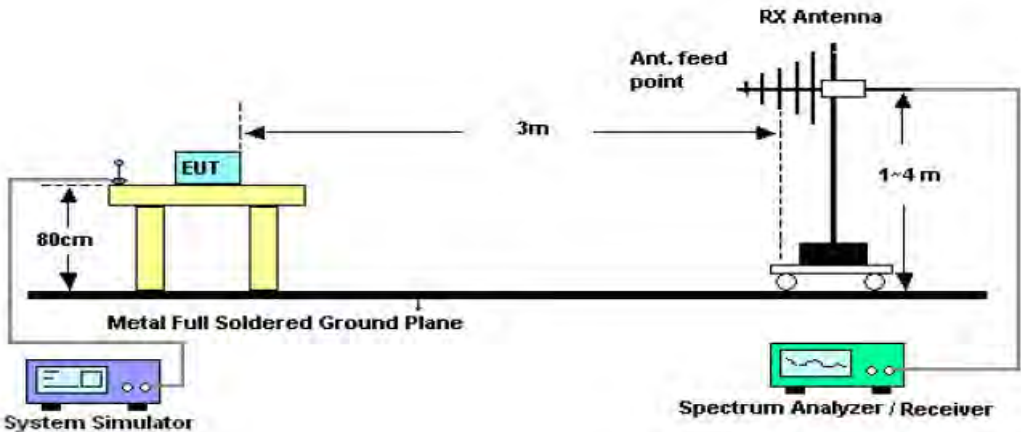 RX Antenna
Ant. feed
point
3m
EUT
1~4 m
80cm
Metal Full Soldered Ground Plane
System Simulator
Spectrum Analyzer / Receiver